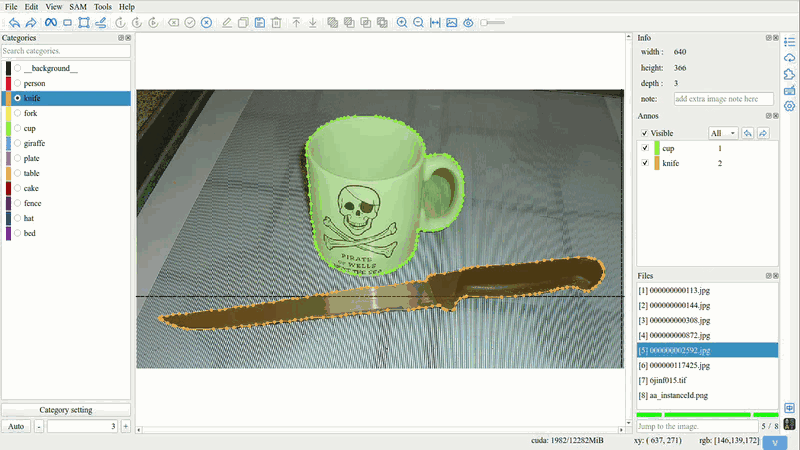 File Edit View SAM Tools Help
Categories
Search categories.
__background__
person
knife
fork
cup
giraffe
plate
table
cake
fence
hat
bed
Category setting
Auto - 3 +
PIRATE
OF WELLS
THE SEA
Info
width : 640
height: 366
depth : 3
note: add extra image note here
Annos
Visible All
cup 1
knife 2
Files
[1] 000000000113.jpg
[2] 000000000144.jpg
[3] 000000000308.jpg
[4] 000000000872.jpg
[5] 000000002592.jpg
[6] 000000117425.jpg
[7] 6jinf015.tif
[8] aa_instanceId.png
Jump to the image. 5 / 8
cuda: 1982/12282MiB xy: ( 637, 271) rgb: [146,139,172] V